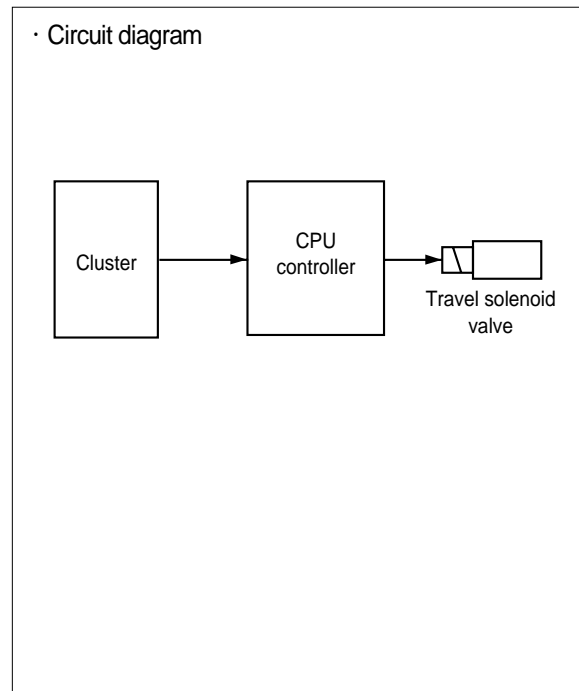 · Circuit diagram
Cluster
CPU
controller
Travel solenoid
valve